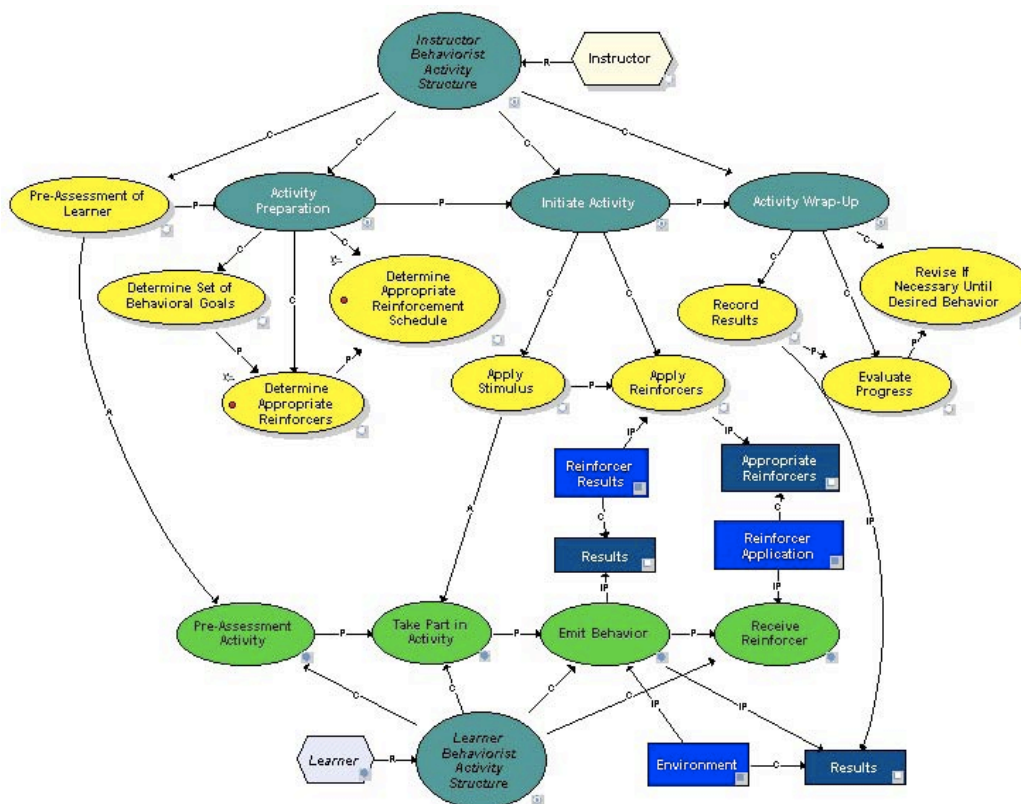 Instructor
Behaviorist
Activity
Structure
R
Instructor
C
C
C
C
Pre-Assessment of
Learner
P
Activity
Preparation
P
Initiate Activity
P
Activity Wrap-Up
C
C
C
C
C
C
C
C
Determine Set of
Behavioral Goals
Determine
Appropriate
Reinforcement
Schedule
Record
Results
Revise If
Necessary Until
Desired Behavior
P
P
P
P
Determine
Appropriate
Reinforcers
Apply
Stimulus
P
Apply
Reinforcers
Evaluate
Progress
A
IP
IP
Reinforcer
Results
Appropriate
Reinforcers
A
C
C
IP
Results
Reinforcer
Application
IP
IP
Pre-Assessment
Activity
P
Take Part in
Activity
P
Emit Behavior
P
Receive
Reinforcer
C
C
C
C
IP
IP
Learner
R
Learner
Behaviorist
Activity
Structure
Environment
C
Results